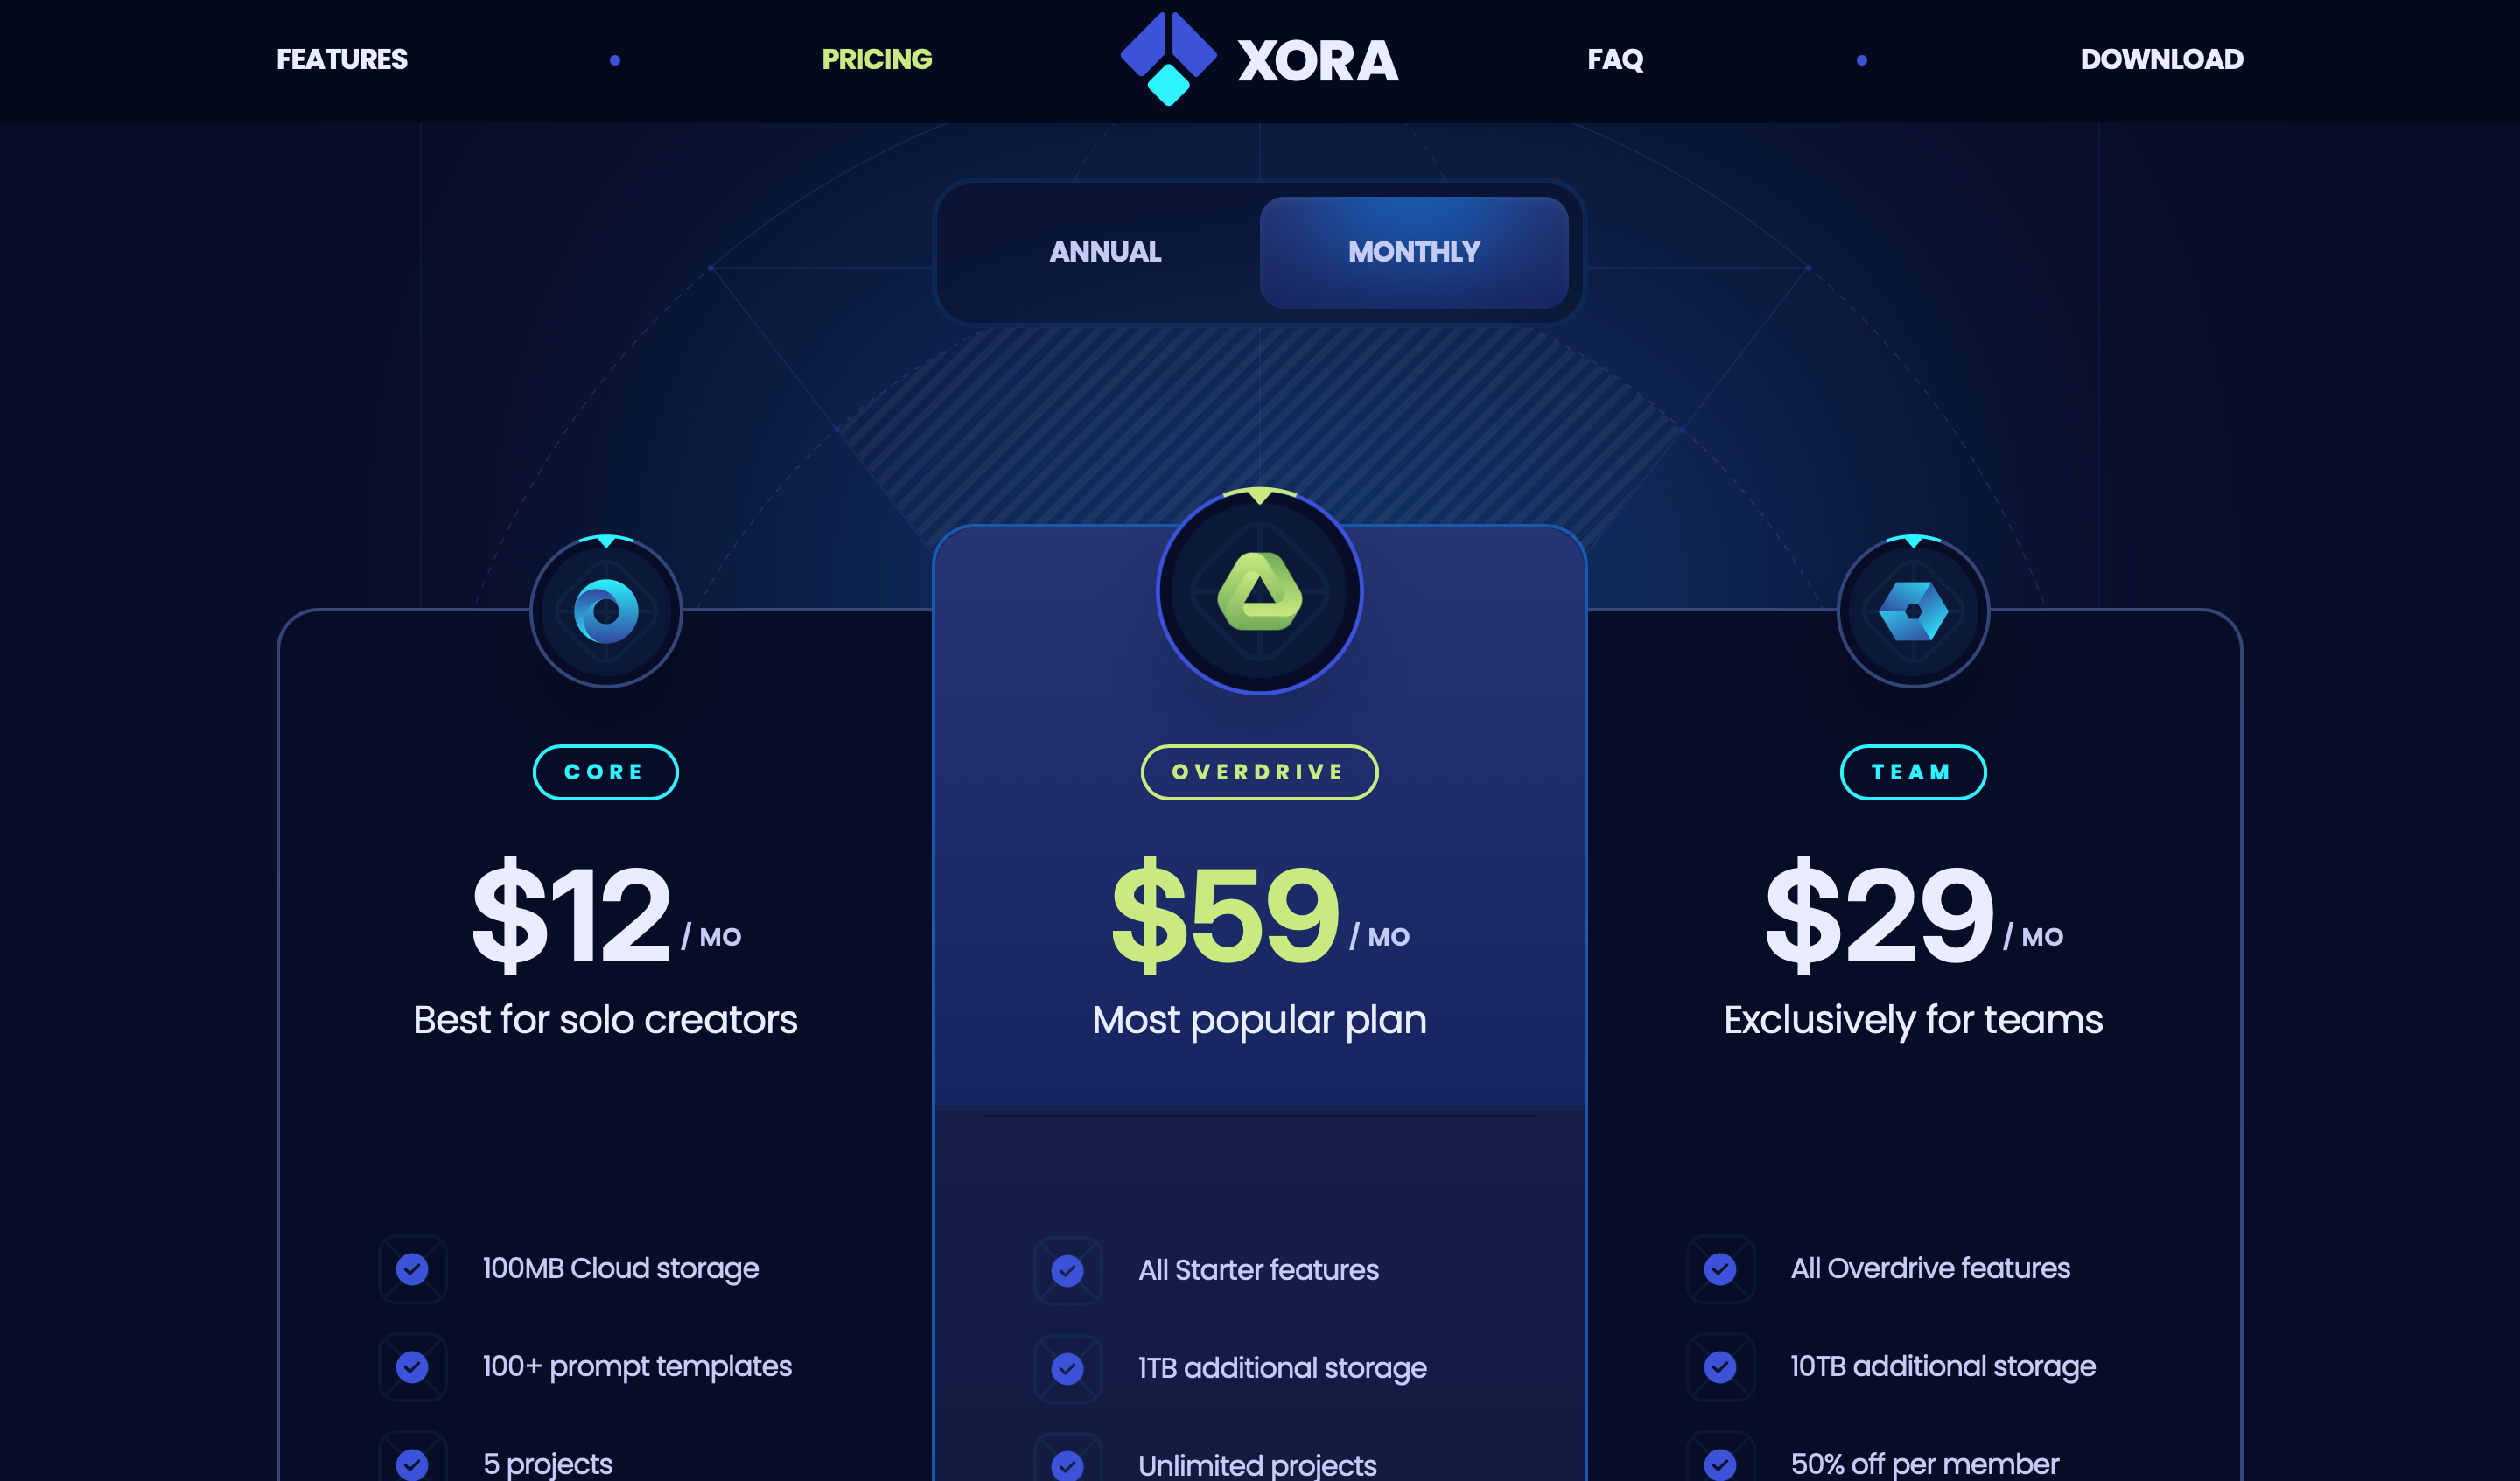 FEATURES
PRICING
XORA
FAQ
DOWNLOAD
ANNUAL
MONTHLY
CORE
$12 / MO
Best for solo creators
100MB Cloud storage
100+ prompt templates
5 projects
OVERDRIVE
$59 / MO
Most popular plan
All Starter features
1TB additional storage
Unlimited projects
TEAM
$29 / MO
Exclusively for teams
All Overdrive features
10TB additional storage
50% off per member